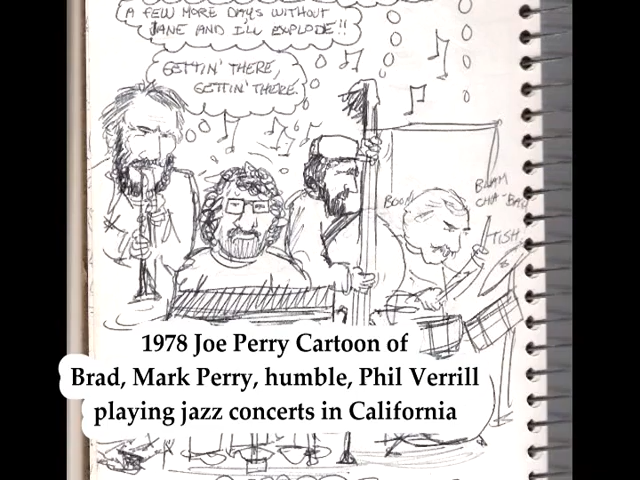 A FEW MORE DAYS WITHOUT
JANE AND I'LL EXPLODE!!
GETTIN' THERE,
GETTIN' THERE.
BOOM
BLAM
CHA-BAM
TISH
1978 Joe Perry Cartoon of
Brad, Mark Perry, humble, Phil Verrill
playing jazz concerts in California